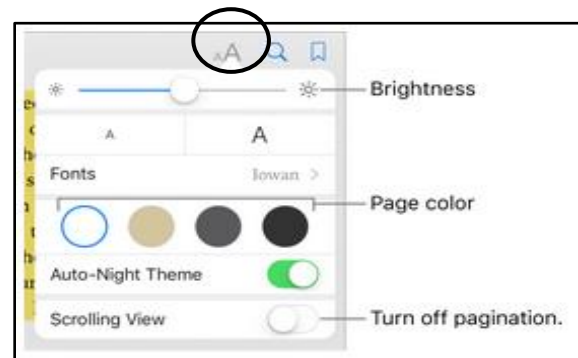 AA
Brightness
A A
Fonts Iowan >
Page color
Auto-Night Theme
Scrolling View Turn off pagination.